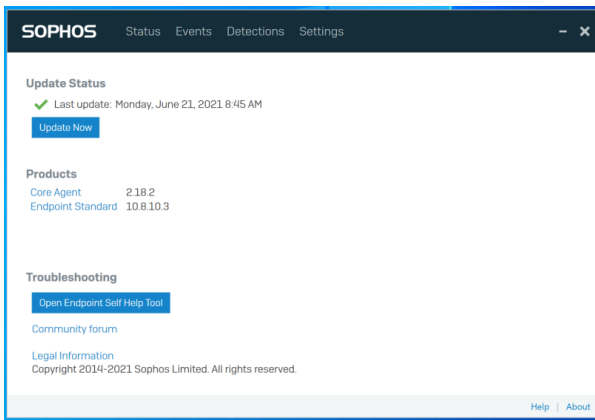 SOPHOS Status Events Detections Settings
Update Status
Last update: Monday, June 21, 2021 8:45 AM
Update Now
Products
Core Agent 2.18.2
Endpoint Standard 10.8.10.3
Troubleshooting
Open Endpoint Self Help Tool
Community forum
Legal Information
Copyright 2014-2021 Sophos Limited. All rights reserved.
Help | About